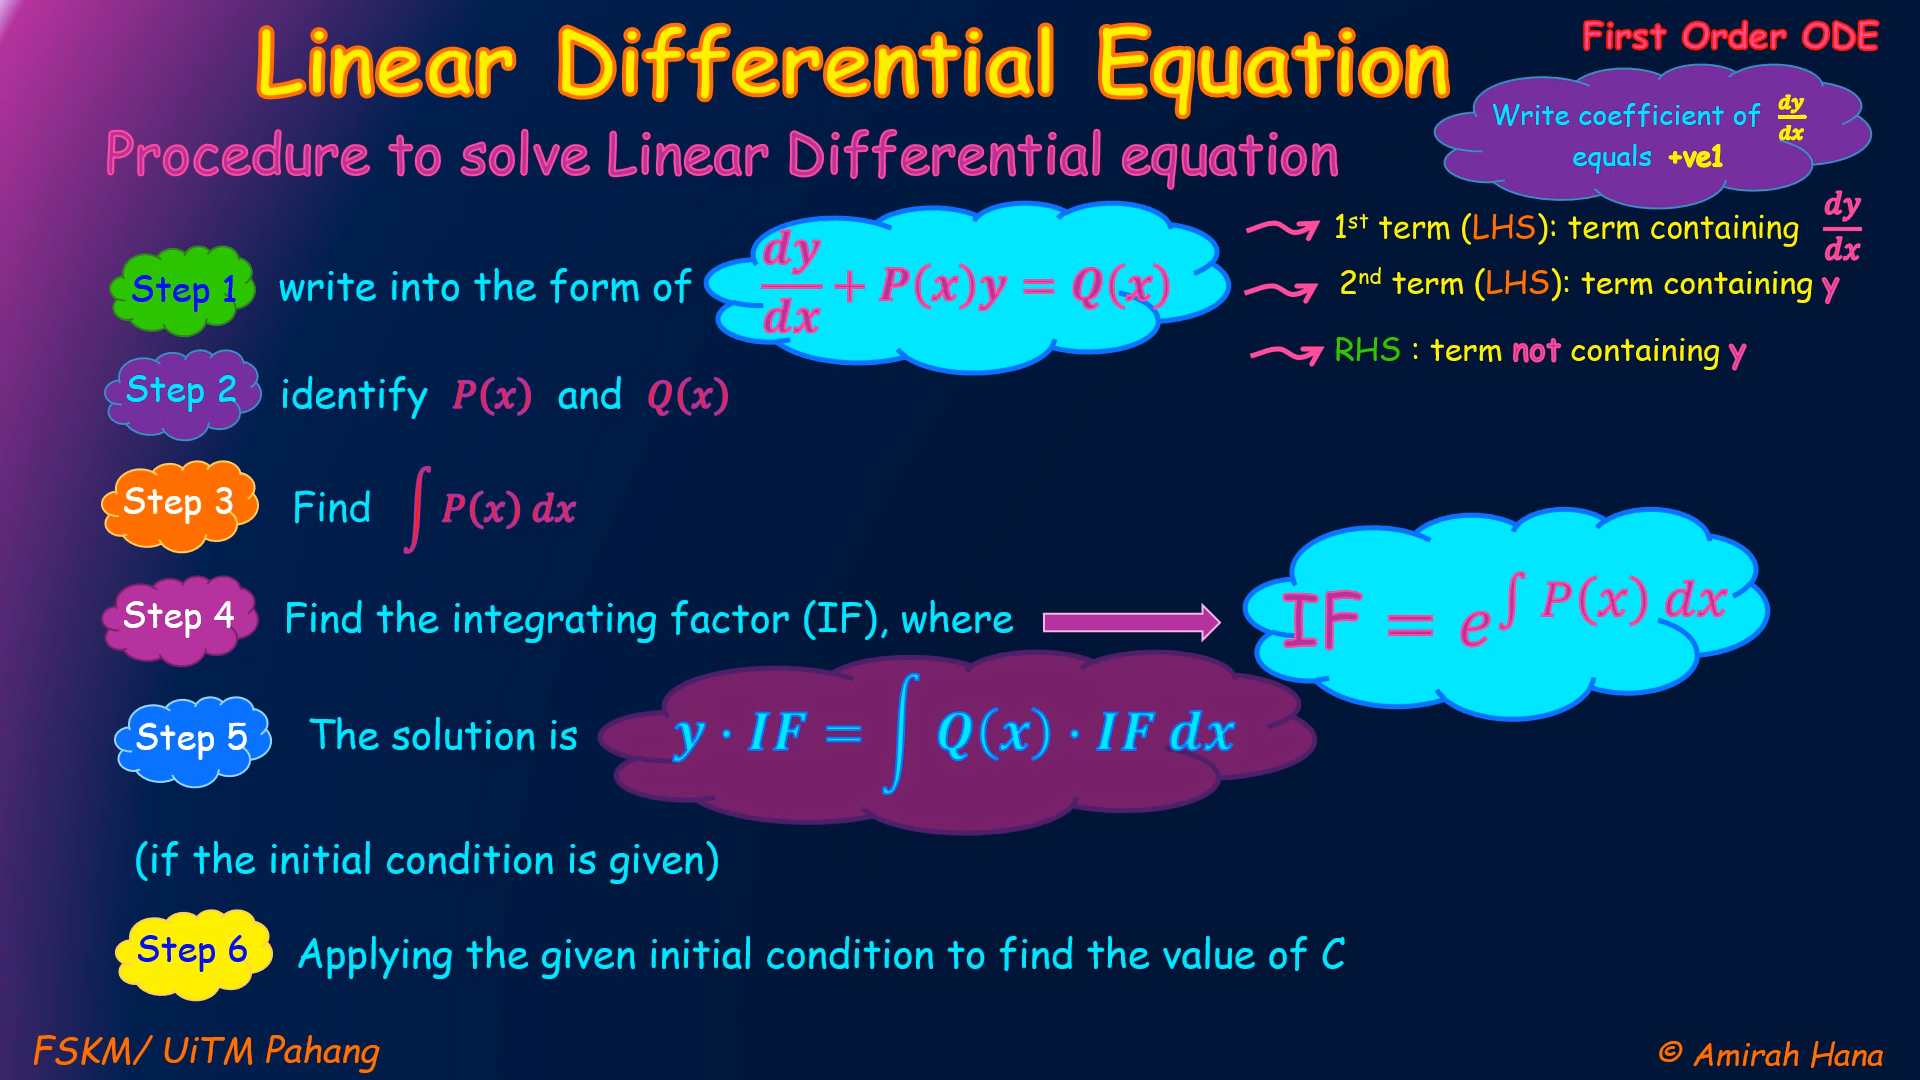 First Order ODE
Linear Differential Equation
Write coefficient of dy/dx
equals +ve1
Procedure to solve Linear Differential equation
1st term (LHS): term containing dy/dx
Step 1 write into the form of dy/dx + P(x)y = Q(x)
2nd term (LHS): term containing y
RHS : term not containing y
Step 2 identify P(x) and Q(x)
Step 3 Find ∫ P(x) dx
Step 4 Find the integrating factor (IF), where IF = e^∫ P(x) dx
Step 5 The solution is y · IF = ∫ Q(x) · IF dx
(if the initial condition is given)
Step 6 Applying the given initial condition to find the value of C
FSKM/ UiTM Pahang
© Amirah Hana